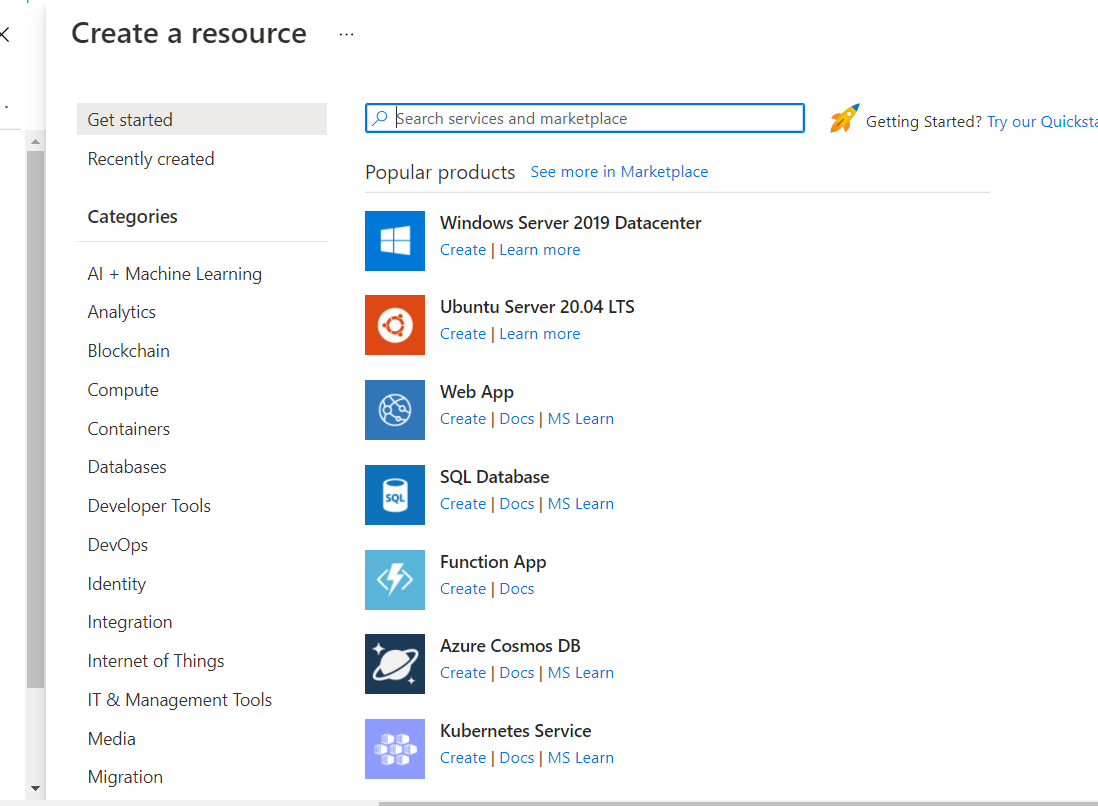 Create a resource ...
Get started
Recently created
Categories
AI + Machine Learning
Analytics
Blockchain
Compute
Containers
Databases
Developer Tools
DevOps
Identity
Integration
Internet of Things
IT & Management Tools
Media
Migration
Search services and marketplace
Getting Started? Try our Quicksta
Popular products See more in Marketplace
Windows Server 2019 Datacenter
Create | Learn more
Ubuntu Server 20.04 LTS
Create | Learn more
Web App
Create | Docs | MS Learn
SQL
SQL Database
Create | Docs | MS Learn
Function App
Create | Docs
Azure Cosmos DB
Create | Docs | MS Learn
Kubernetes Service
Create | Docs | MS Learn